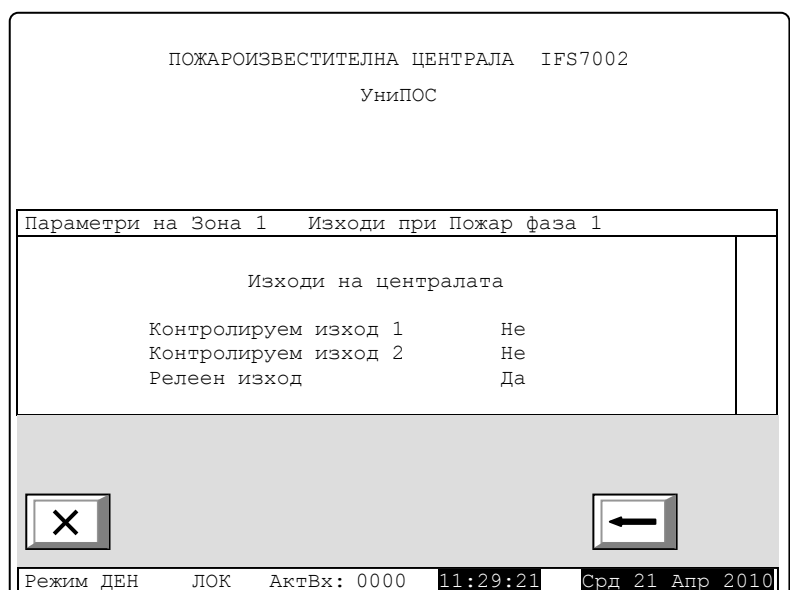 ПОЖАРОИЗВЕСТИТЕЛНА ЦЕНТРАЛА IFS7002
УниПОС
Параметри на Зона 1 Изходи при Пожар фаза 1
Изходи на централата
Контролируем изход 1 Не
Контролируем изход 2 Не
Релеен изход Да
Режим ДЕН ЛОК АктВх: 0000 11:29:21 Срд 21 Апр 2010